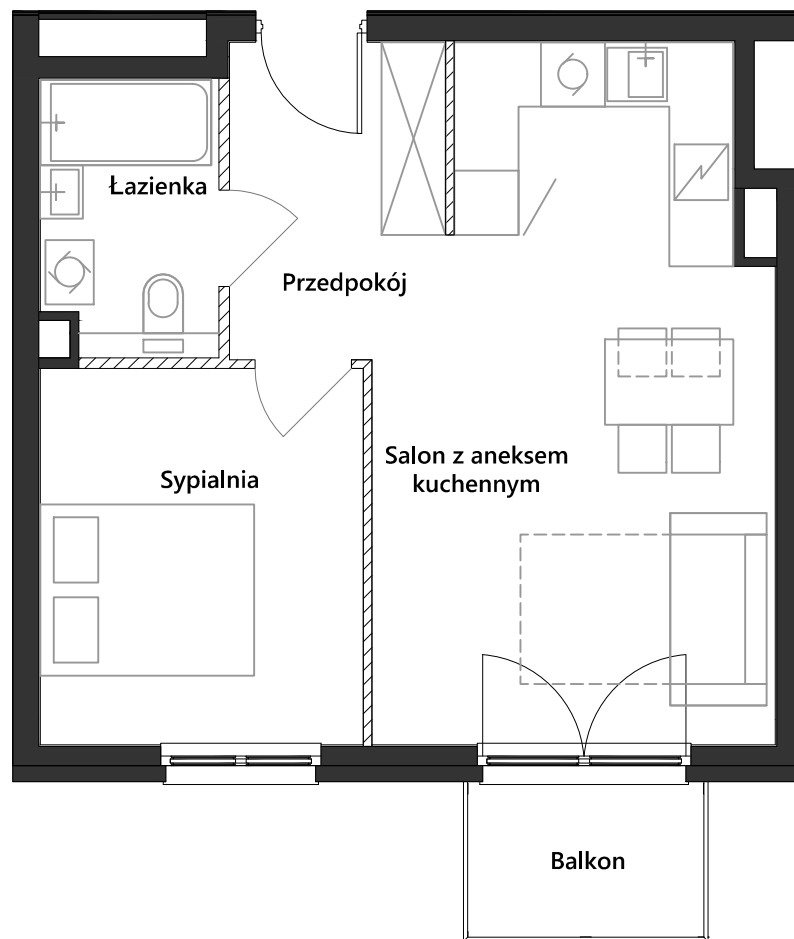 Łazienka
Przedpokój
Salon z aneksem
kuchennym
Sypialnia
Balkon